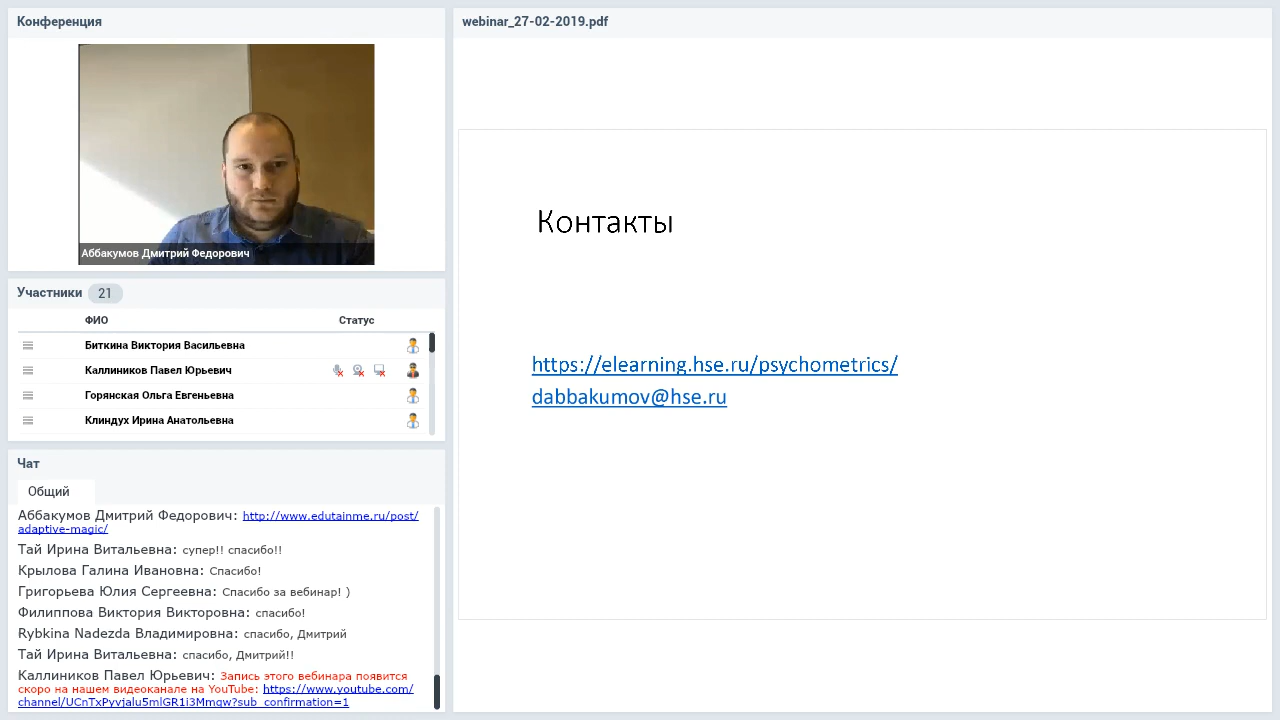 Конференция
Аббакумов Дмитрий Федорович
Участники 21
ФИО Статус
Биткина Виктория Васильевна
Каллиников Павел Юрьевич
Горянская Ольга Евгеньевна
Клиндух Ирина Анатольевна
Чат
Общий
Аббакумов Дмитрий Федорович: http://www.edutainme.ru/post/
adaptive-magic/
Тай Ирина Витальевна: супер!! спасибо!!
Крылова Галина Ивановна: Спасибо!
Григорьева Юлия Сергеевна: Спасибо за вебинар! )
Филиппова Виктория Викторовна: спасибо!
Rybkina Nadezda Владимировна: спасибо, Дмитрий
Тай Ирина Витальевна: спасибо, Дмитрий!!
Каллиников Павел Юрьевич: Запись этого вебинара появится
скоро на нашем видеоканале на YouTube: https://www.youtube.com/
channel/UCnTxPyvjalu5mlGR1i3Mmqw?sub_confirmation=1
webinar_27-02-2019.pdf
Контакты
https://elearning.hse.ru/psychometrics/
dabbakumov@hse.ru